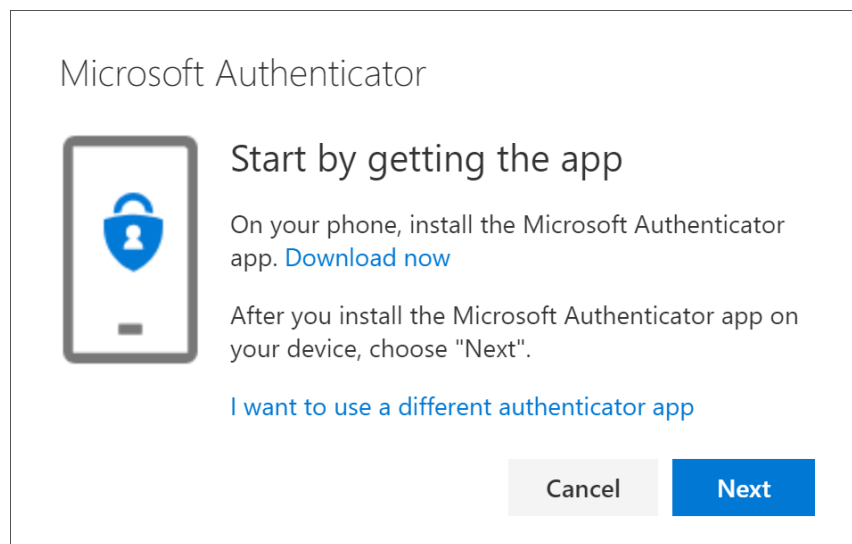 Microsoft Authenticator
Start by getting the app
On your phone, install the Microsoft Authenticator
app. Download now
After you install the Microsoft Authenticator app on
your device, choose "Next".
I want to use a different authenticator app
Cancel
Next